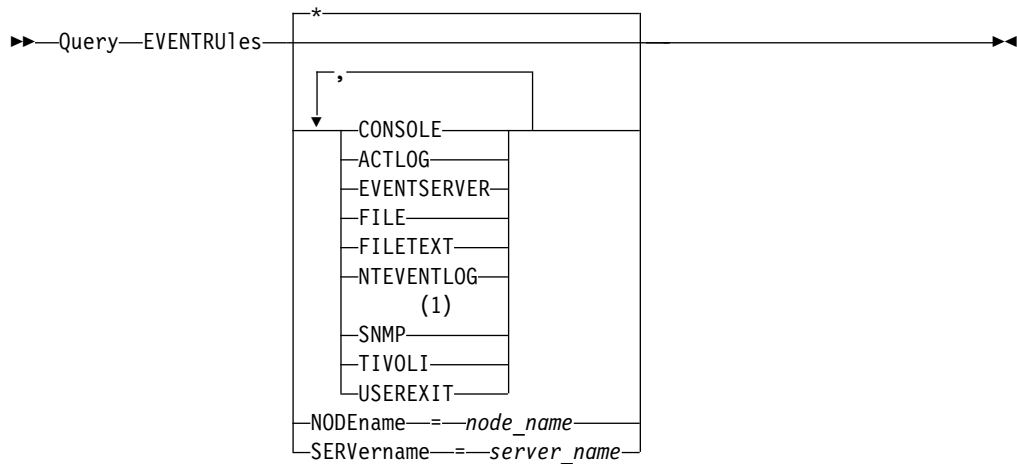 *
Query EVENTRUles
,
CONSOLE
ACTLOG
EVENTSERVER
FILE
FILETEXT
NTEVENTLOG
(1)
SNMP
TIVOLI
USEREXIT
NODEname = node_name
SERVername = server_name